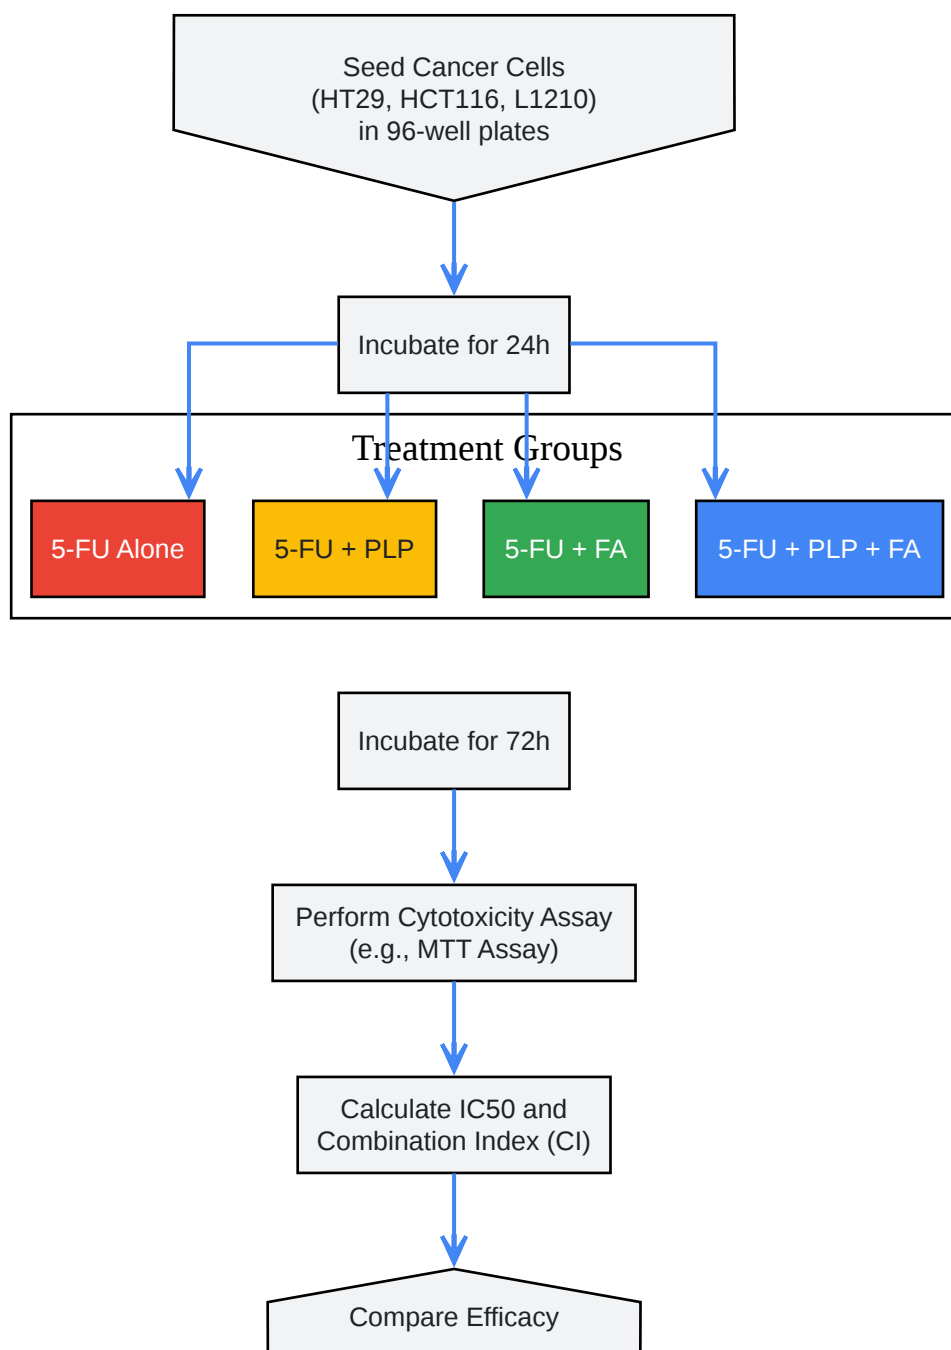 Seed Cancer Cells
(HT29, HCT116, L1210)
in 96-well plates
Incubate for 24h
Treatment Groups
5-FU Alone
5-FU + PLP
5-FU + FA
5-FU + PLP + FA
Incubate for 72h
Perform Cytotoxicity Assay
(e.g., MTT Assay)
Calculate IC50 and
Combination Index (CI)
Compare Efficacy